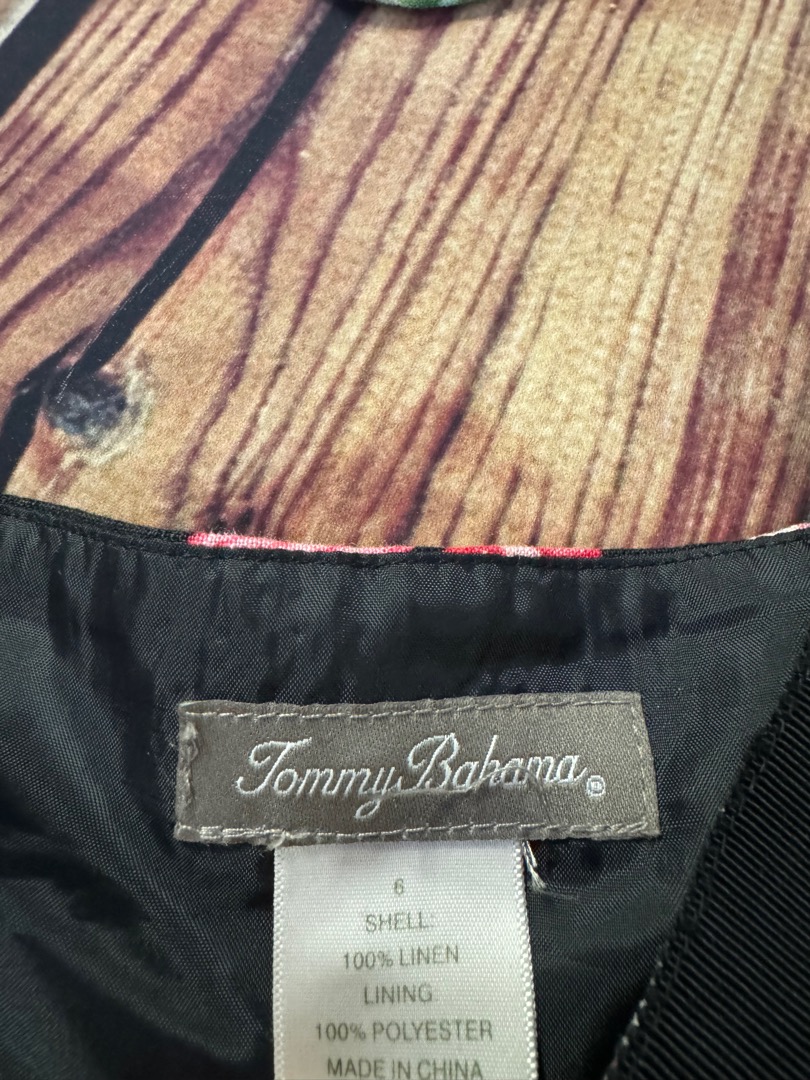 Tommy Bahama®
6
SHELL:
100% LINEN
LINING
100% POLYESTER
MADE IN CHINA